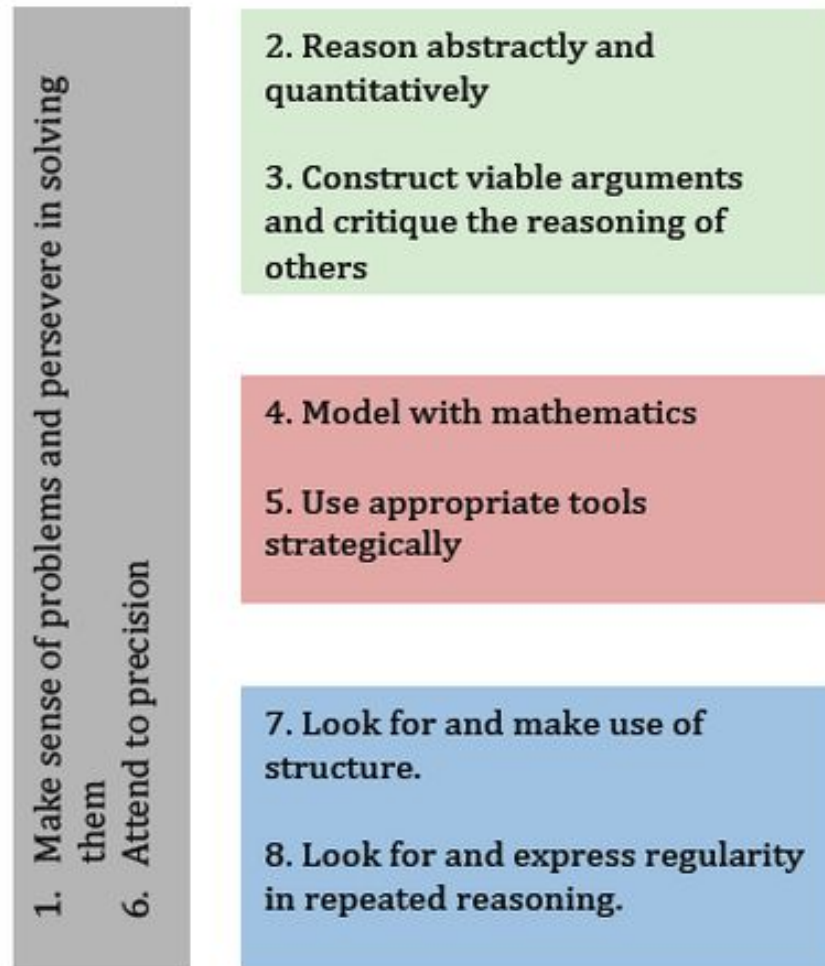 1. Make sense of problems and persevere in solving
them
6. Attend to precision
2. Reason abstractly and
quantitatively
3. Construct viable arguments
and critique the reasoning of
others
4. Model with mathematics
5. Use appropriate tools
strategically
7. Look for and make use of
structure.
8. Look for and express regularity
in repeated reasoning.